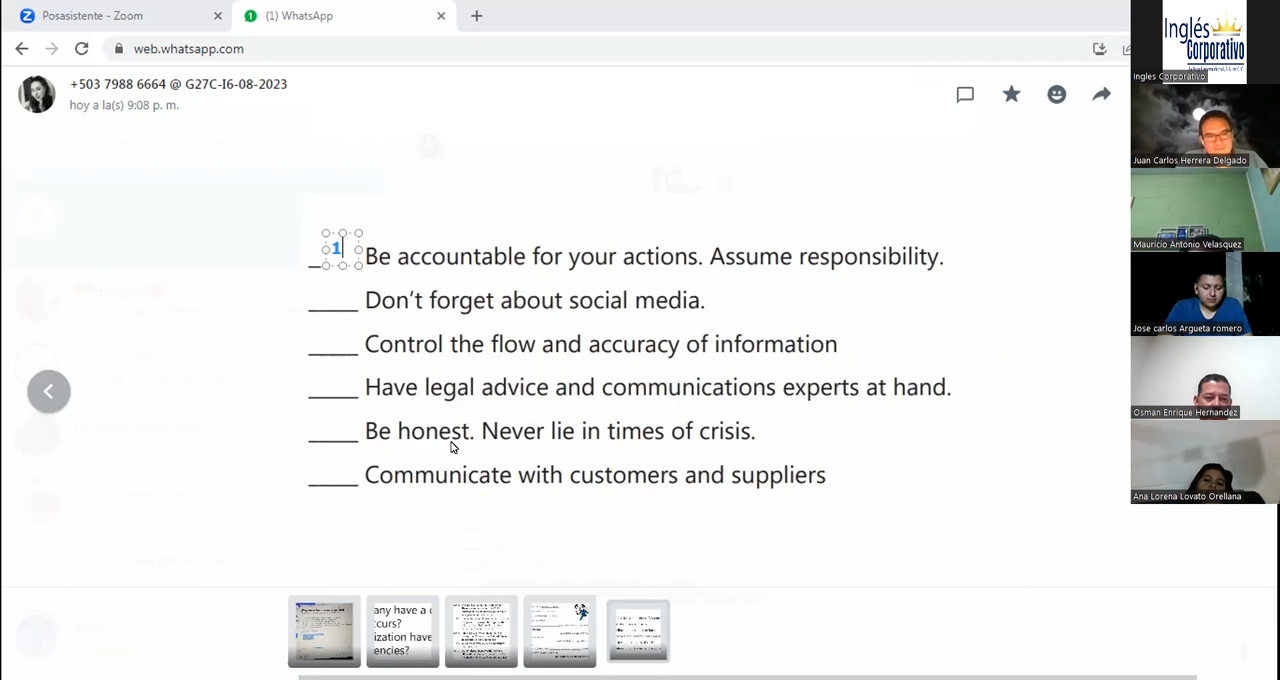 Posasistente - Zoom
(1) WhatsApp
web.whatsapp.com
+503 7988 6664 @ G27C-I6-08-2023
hoy a la(s) 9:08 p. m.
1 Be accountable for your actions. Assume responsibility.
_____ Don't forget about social media.
_____ Control the flow and accuracy of information
_____ Have legal advice and communications experts at hand.
_____ Be honest. Never lie in times of crisis.
_____ Communicate with customers and suppliers
any have a
curs?
ization have
encies?
Inglés
Corporativo
Ingles Corporativo
Juan Carlos Herrera Delgado
Mauricio Antonio Velasquez
Jose carlos Argueta romero
Osman Enrique Hernandez
Ana Lorena Lovato Orellana